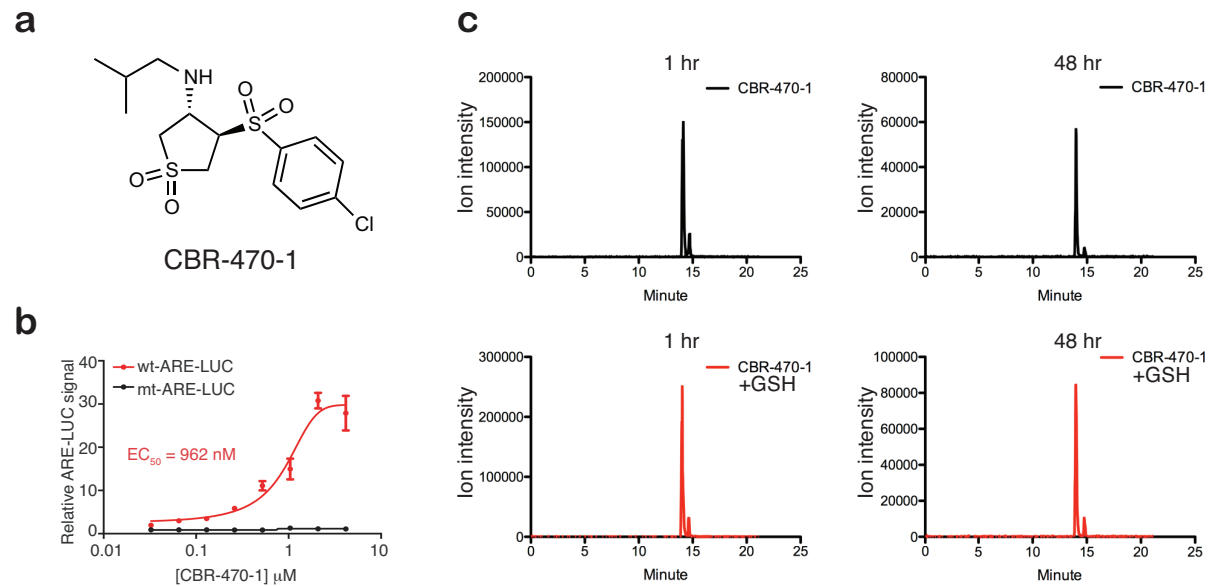 a
NH
O
O
S
S
O
O
Cl
CBR-470-1
b
Relative ARE-LUC signal
40
30
20
10
0
wt-ARE-LUC
mt-ARE-LUC
EC50 = 962 nM
0.01
0.1
1
10
[CBR-470-1] μM
c
1 hr
CBR-470-1
Ion intensity
200000
150000
100000
50000
0
0 5 10 15 20 25
Minute
48 hr
CBR-470-1
Ion intensity
80000
60000
40000
20000
0
0 5 10 15 20 25
Minute
1 hr
CBR-470-1
+GSH
Ion intensity
300000
200000
100000
0
0 5 10 15 20 25
Minute
48 hr
CBR-470-1
+GSH
Ion intensity
100000
80000
60000
40000
20000
0
0 5 10 15 20 25
Minute